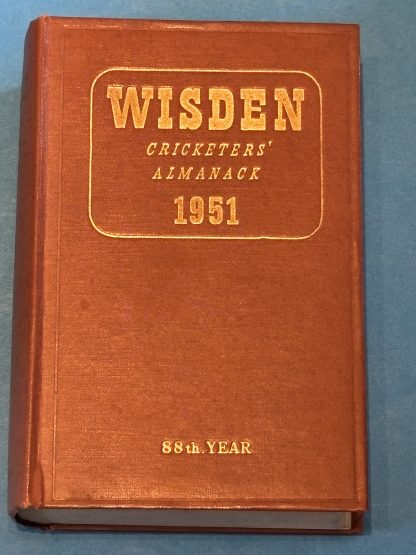 WISDEN
CRICKETERS'
ALMANACK
1951
88th. YEAR